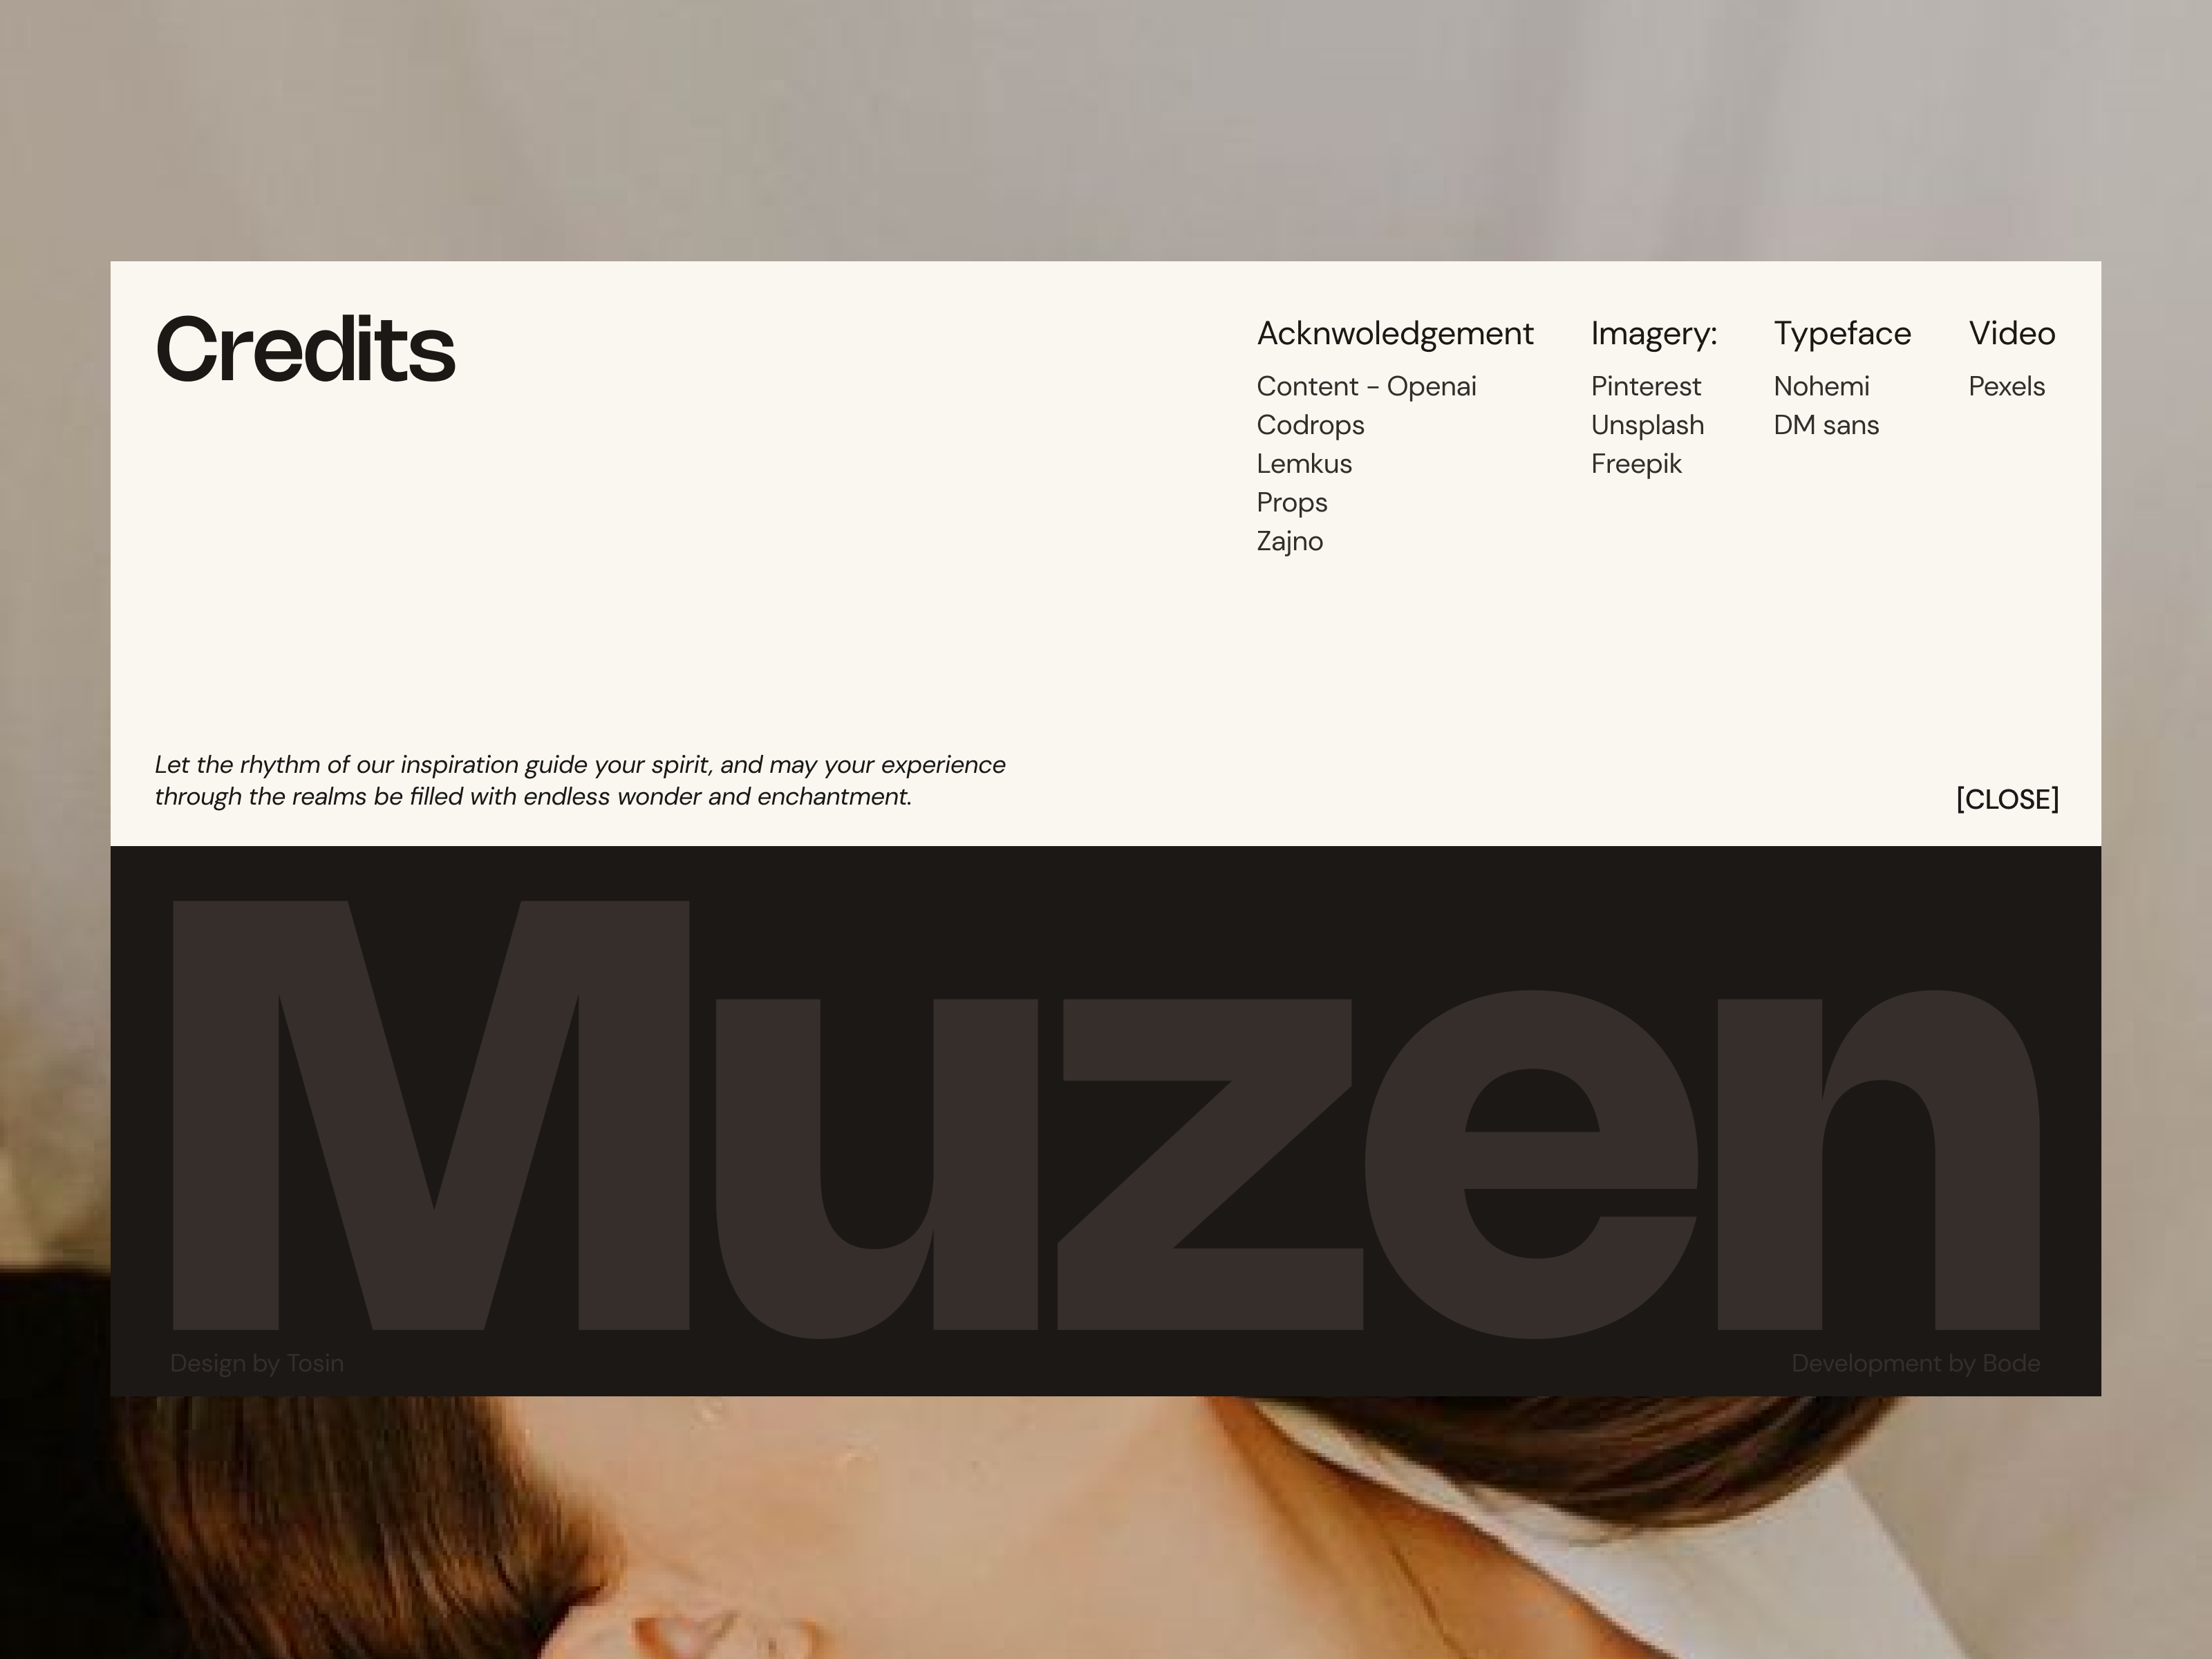 Credits
Acknwoledgement
Content - Openai
Codrops
Lemkus
Props
Zajno
Imagery:
Pinterest
Unsplash
Freepik
Typeface
Nohemi
DM sans
Video
Pexels
Let the rhythm of our inspiration guide your spirit, and may your experience
through the realms be filled with endless wonder and enchantment.
[CLOSE]
Muzen
Design by Tosin
Development by Bode